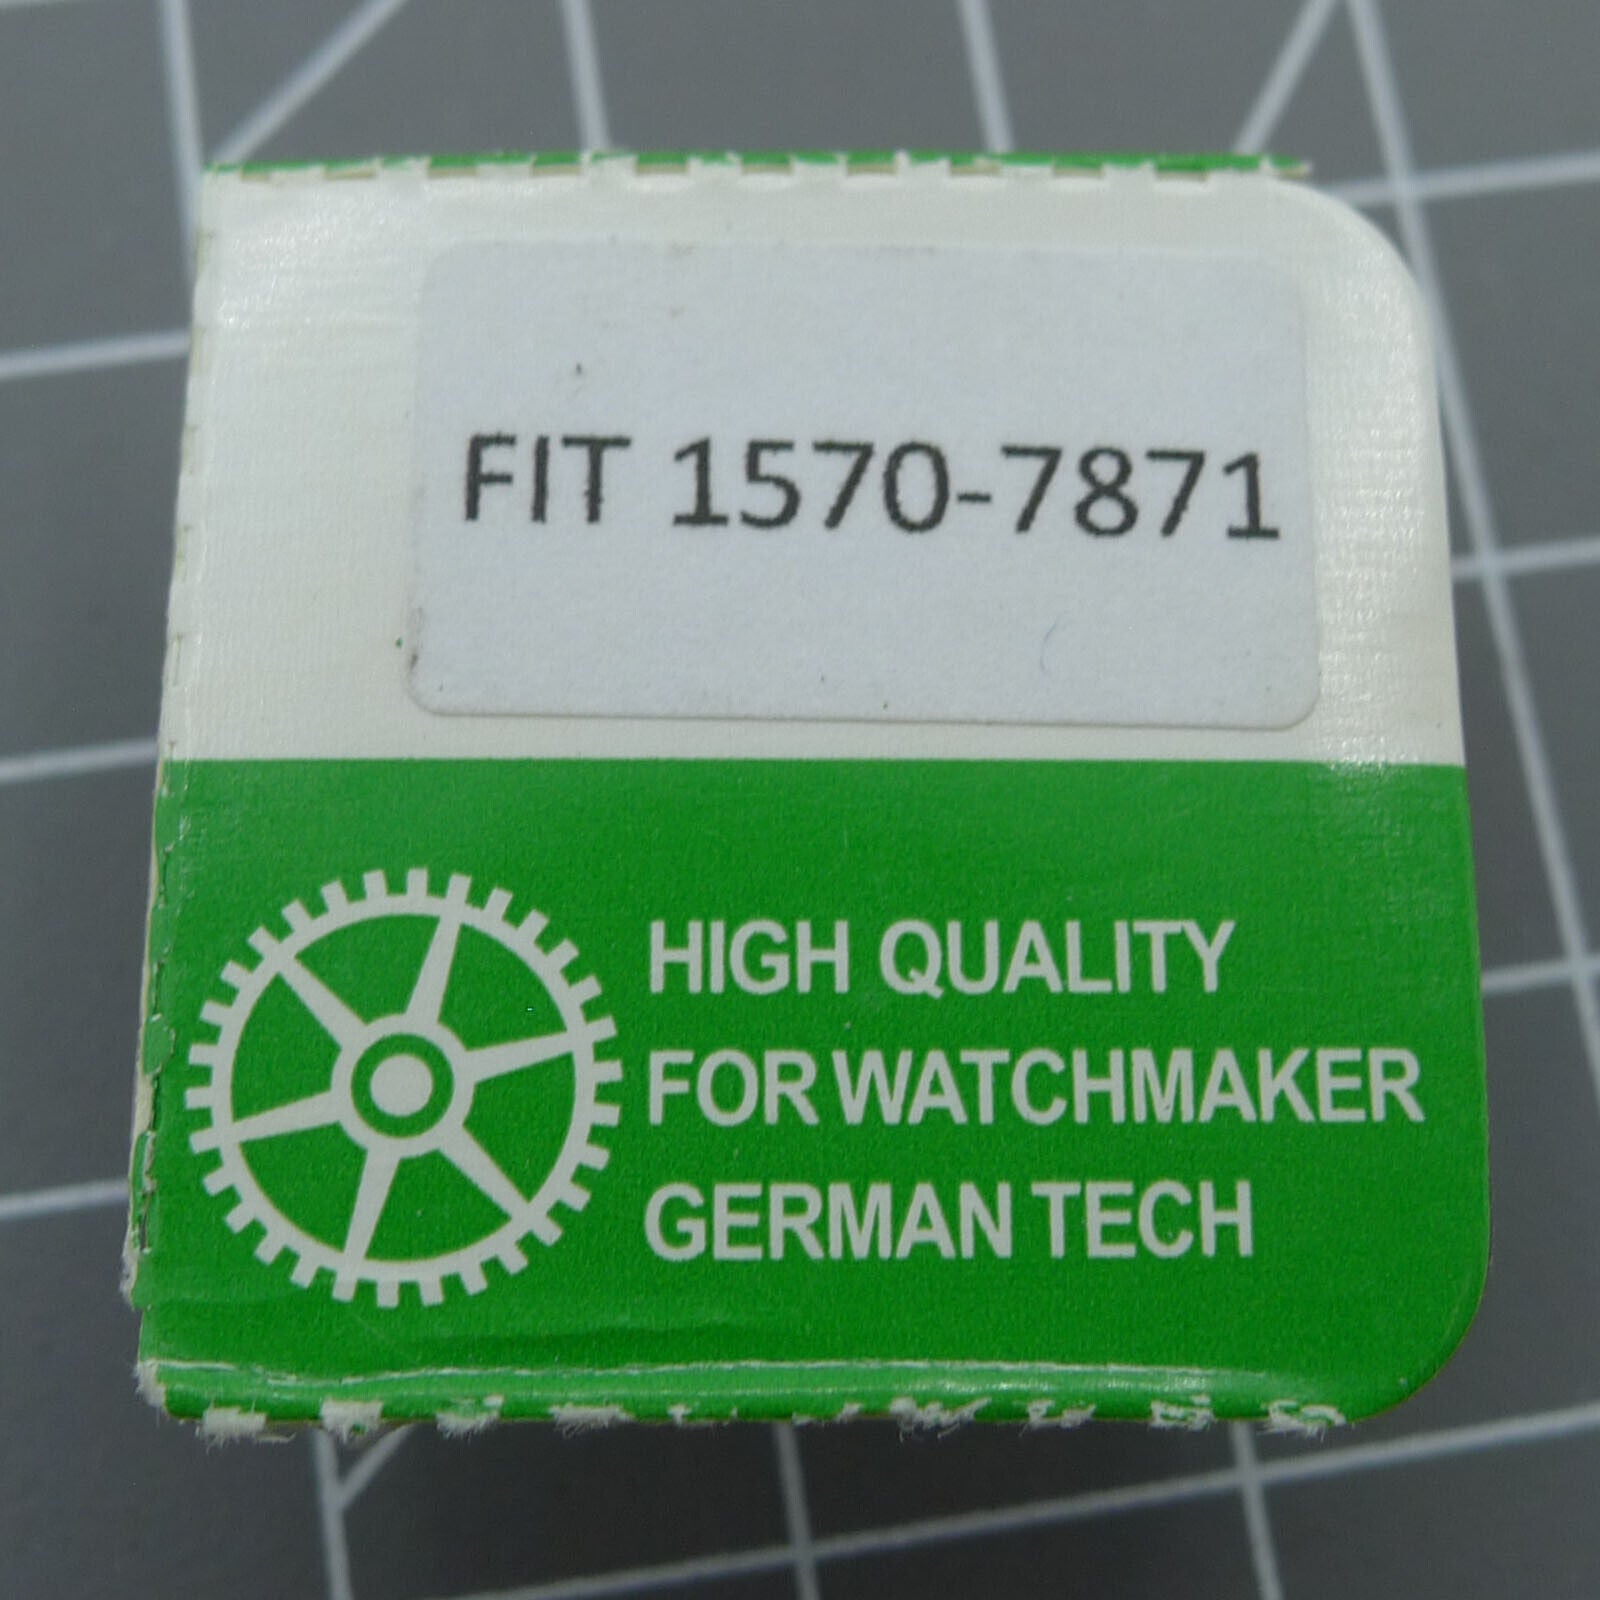 FIT 1570-7871
HIGH QUALITY
FOR WATCHMAKER
GERMAN TECH